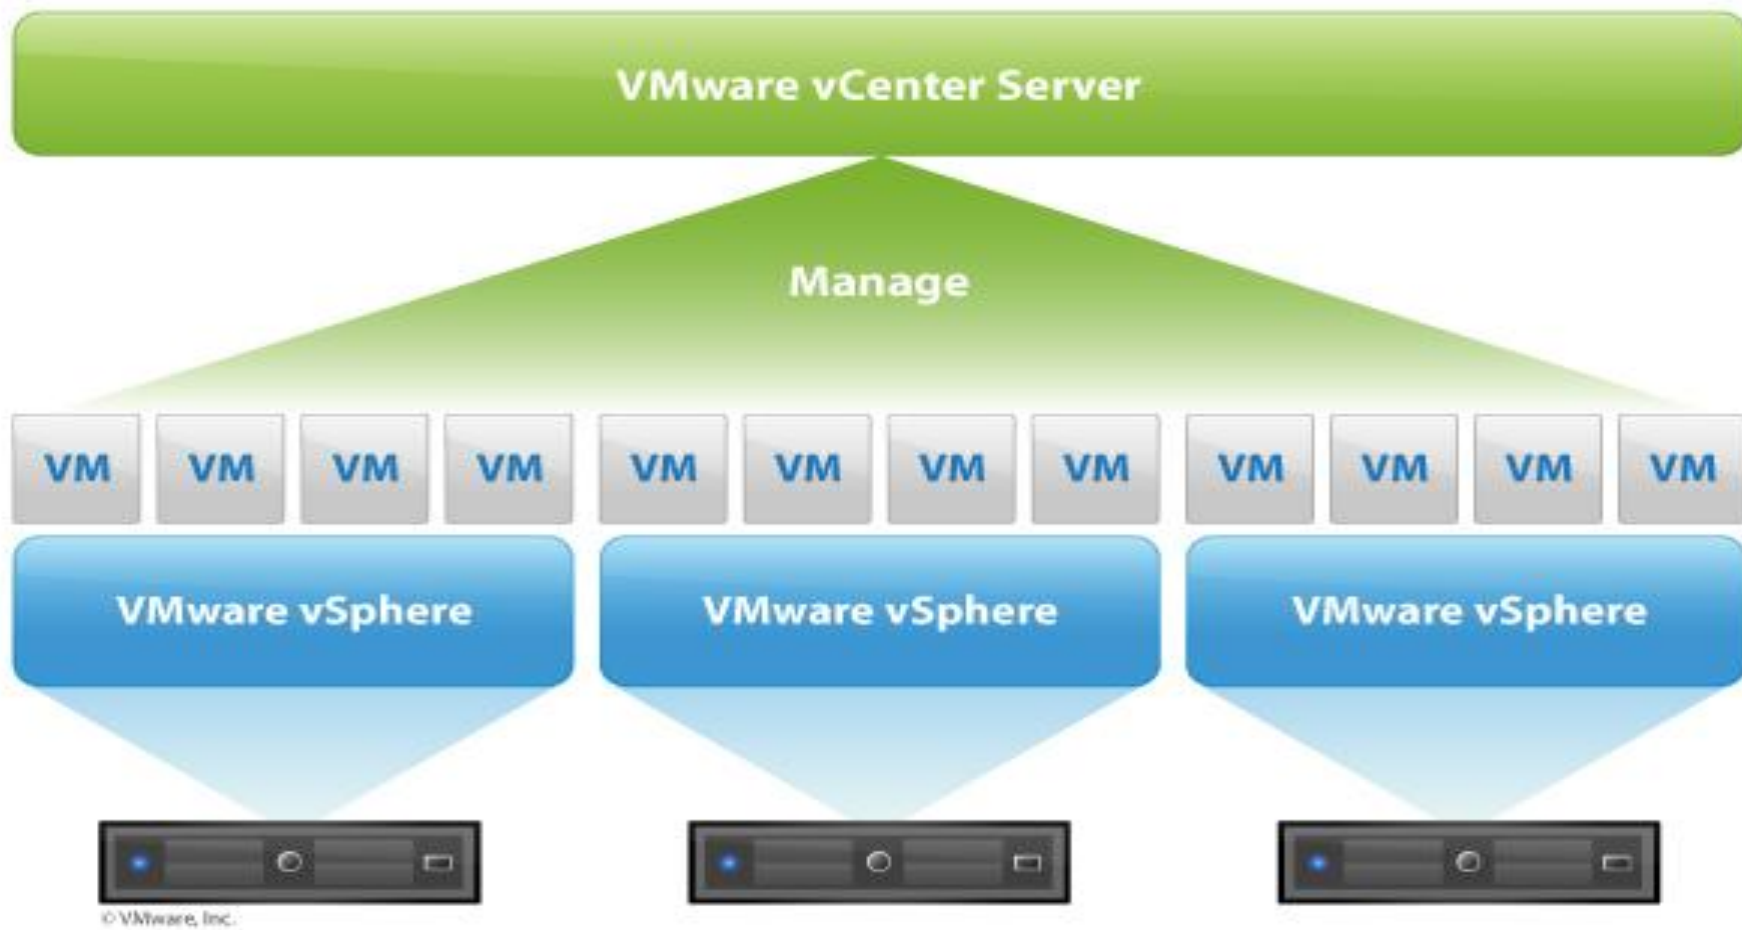 VMware vCenter Server
Manage
VM VM VM VM VM VM VM VM VM VM VM VM
VMware vSphere VMware vSphere VMware vSphere
© VMware, Inc.